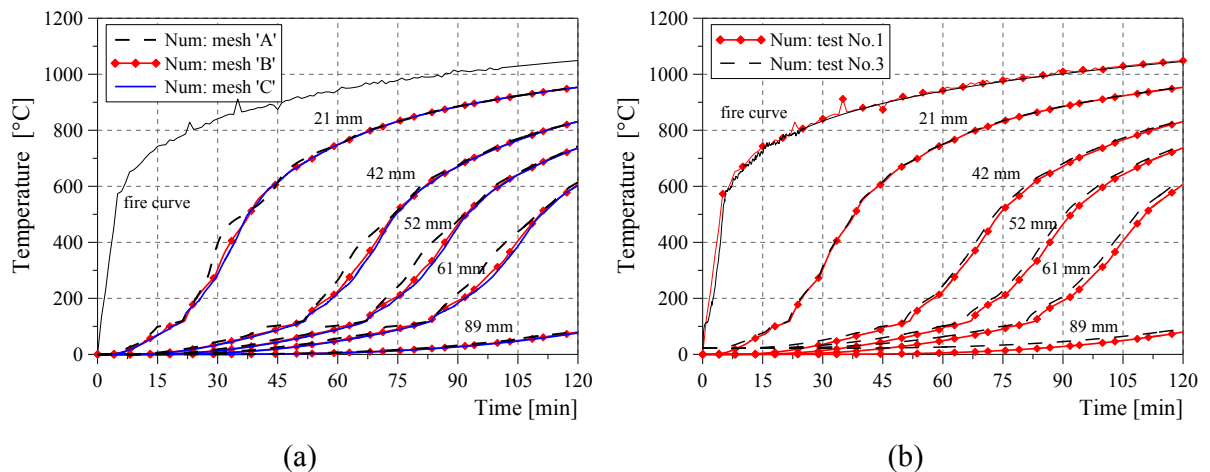 1200
1000
800
600
400
200
0
Temperature [°C]
Num: mesh 'A'
Num: mesh 'B'
Num: mesh 'C'
fire curve
21 mm
42 mm
52 mm
61 mm
89 mm
0 15 30 45 60 75 90 105 120
Time [min]
(a)
1200
1000
800
600
400
200
0
Temperature [°C]
Num: test No.1
Num: test No.3
fire curve
21 mm
42 mm
52 mm
61 mm
89 mm
0 15 30 45 60 75 90 105 120
Time [min]
(b)